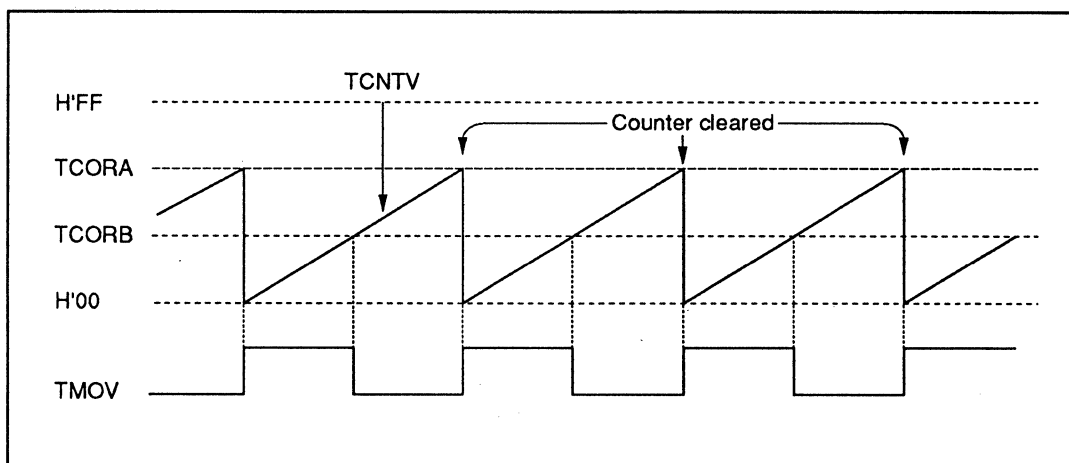 TCNTV
H'FF
Counter cleared
TCORA
TCORB
H'00
TMOV